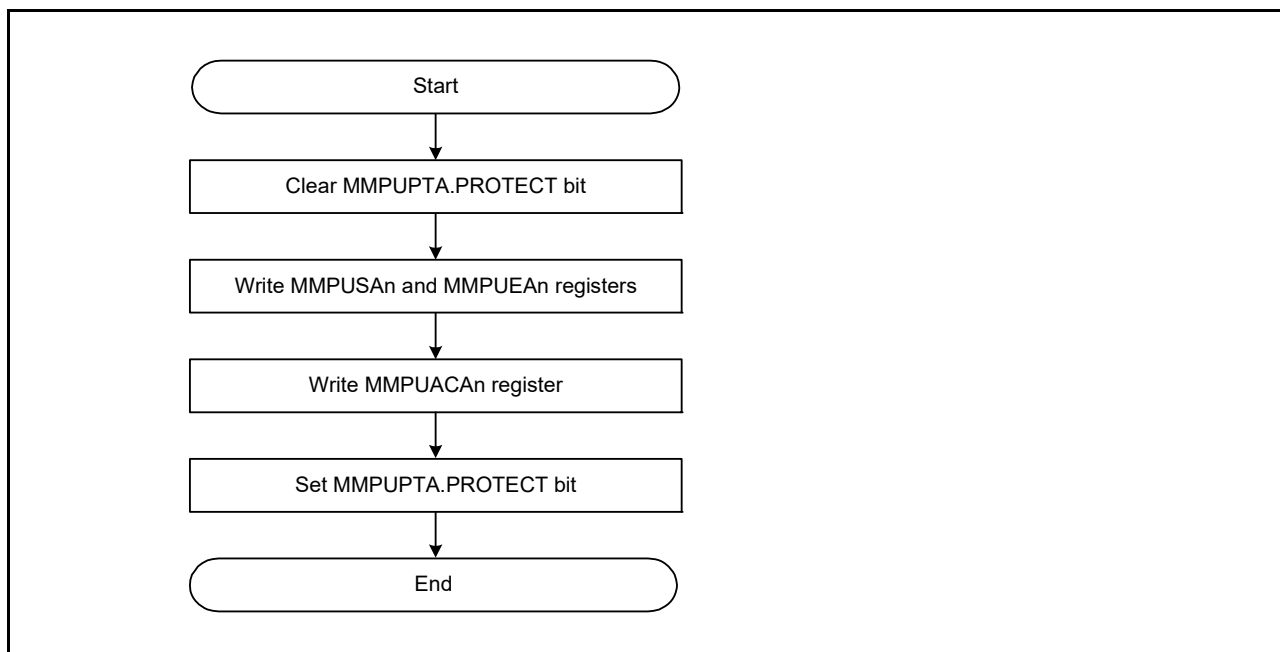 Start
Clear MMPUPTA.PROTECT bit
Write MMPUSAn and MMPUEAn registers
Write MMPUACAn register
Set MMPUPTA.PROTECT bit
End